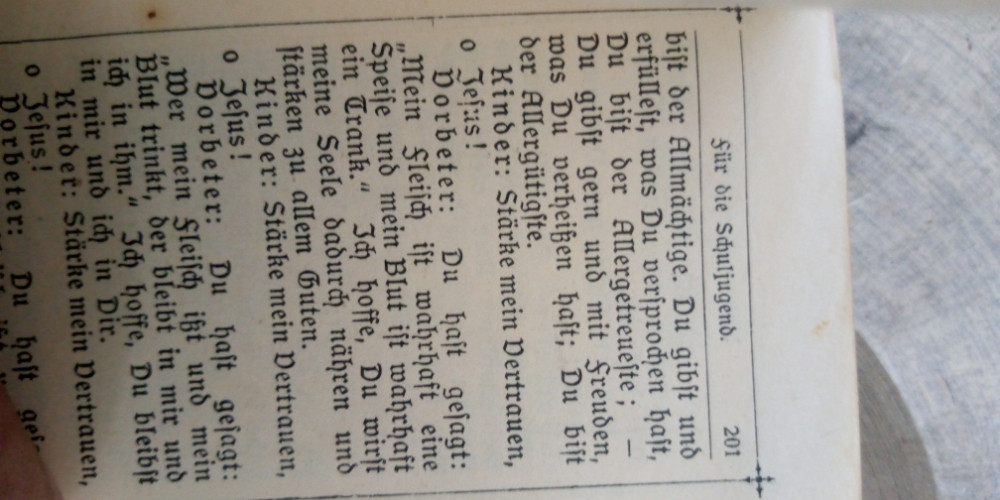 Für die Schuljugend. 201
biſt der Allmächtige. Du gibſt und
erfülleſt, was Du verſprochen haſt,
Du biſt der Allergetreueſte; —
Du gibſt gern und mit Freuden,
was Du verheißen haſt; Du biſt
der Allergütigſte.
Kinder: Stärke mein Vertrauen,
o Jeſus!
Vorbeter: Du haſt geſagt:
„Mein Fleiſch iſt wahrhaft eine
Speiſe und mein Blut iſt wahrhaft
ein Trank.“ Ich hoffe, Du wirſt
meine Seele dadurch nähren und
ſtärken zu allem Guten.
Kinder: Stärke mein Vertrauen,
o Jeſus!
Vorbeter: Du haſt geſagt:
„Wer mein Fleiſch ißt und mein
Blut trinkt, der bleibt in mir und
ich in ihm.“ Ich hoffe, Du bleibſt
in mir und ich in Dir.
Kinder: Stärke mein Vertrauen,
o Jeſus!
Vorbeter: Du haſt